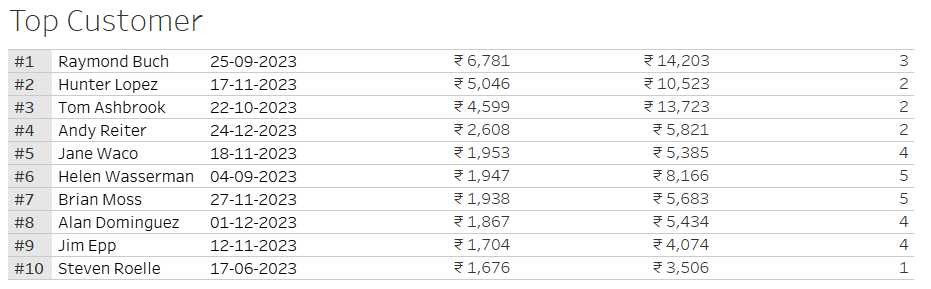 Top Customer
#1 Raymond Buch 25-09-2023 ₹ 6,781 ₹ 14,203 3
#2 Hunter Lopez 17-11-2023 ₹ 5,046 ₹ 10,523 2
#3 Tom Ashbrook 22-10-2023 ₹ 4,599 ₹ 13,723 2
#4 Andy Reiter 24-12-2023 ₹ 2,608 ₹ 5,821 2
#5 Jane Waco 18-11-2023 ₹ 1,953 ₹ 5,385 4
#6 Helen Wasserman 04-09-2023 ₹ 1,947 ₹ 8,166 5
#7 Brian Moss 27-11-2023 ₹ 1,938 ₹ 5,683 5
#8 Alan Dominguez 01-12-2023 ₹ 1,867 ₹ 5,434 4
#9 Jim Epp 12-11-2023 ₹ 1,704 ₹ 4,074 4
#10 Steven Roelle 17-06-2023 ₹ 1,676 ₹ 3,506 1